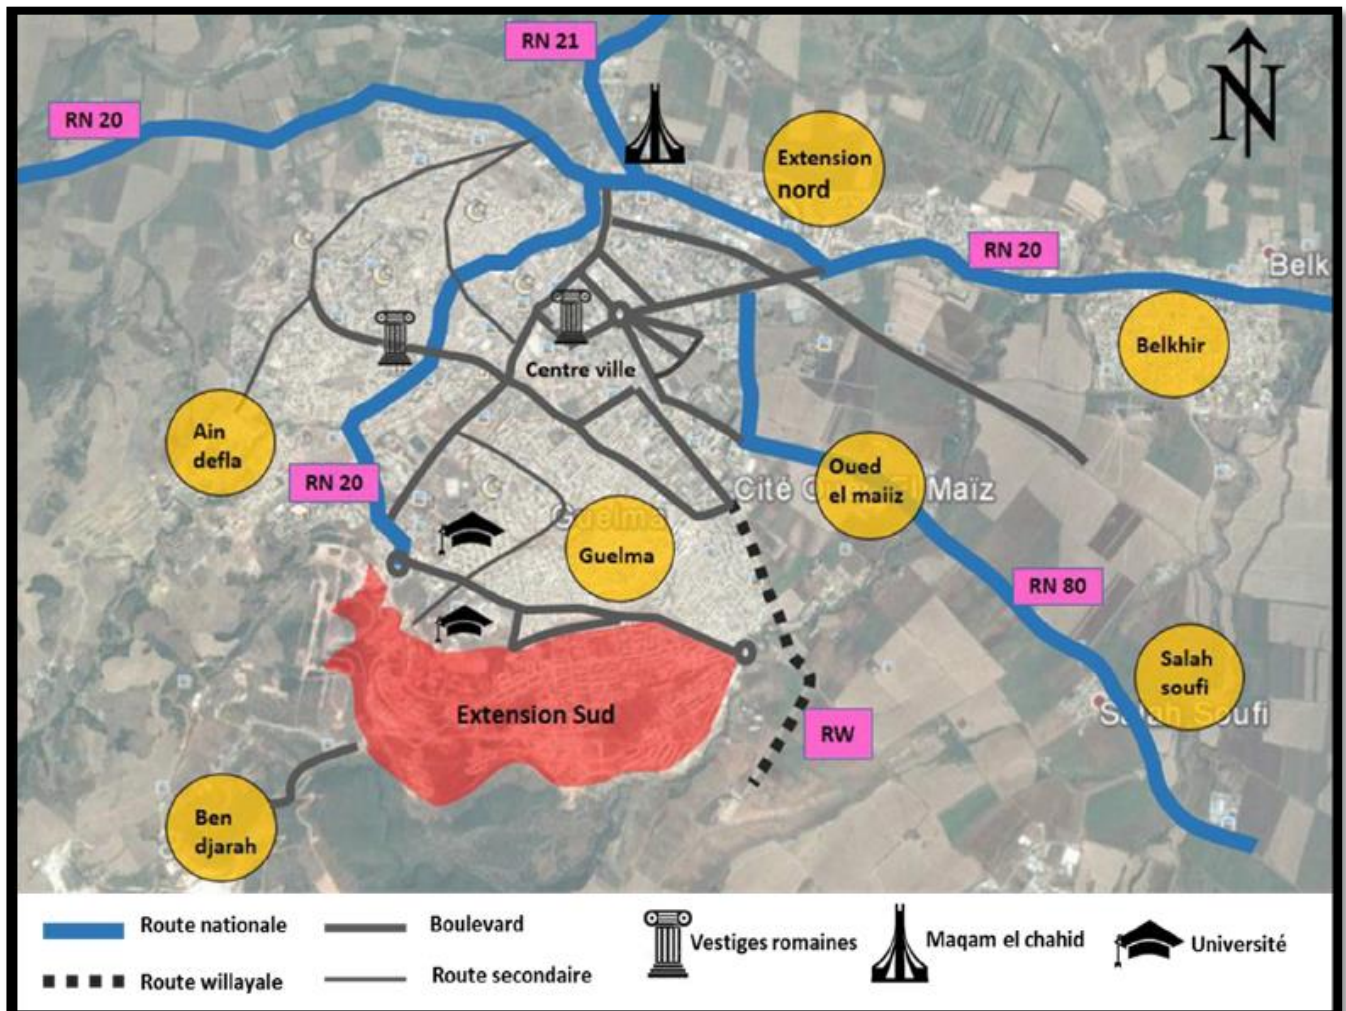 RN 21
N
RN 20
Extension
nord
RN 20
Belk
Belkhir
Centre ville
Ain
defla
RN 20
Oued
el maiiz
Cité
Maïz
Guelma
Guelma
RN 80
Salah
soufi
Salah Soufi
Extension Sud
RW
Ben
djarah
Route nationale
Boulevard
Vestiges romaines
Maqam el chahid
Université
Route willayale
Route secondaire